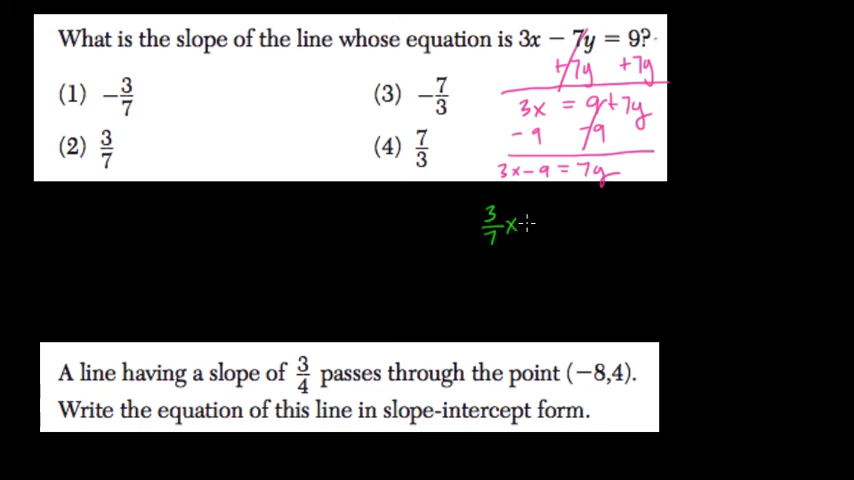 What is the slope of the line whose equation is 3x − 7y = 9?
+7y +7y
(1) −3/7 (3) −7/3
3x = 9+7y
−9 −9
(2) 3/7 (4) 7/3
3x−9 = 7y
3/7 x −
A line having a slope of 3/4 passes through the point (−8,4).
Write the equation of this line in slope-intercept form.